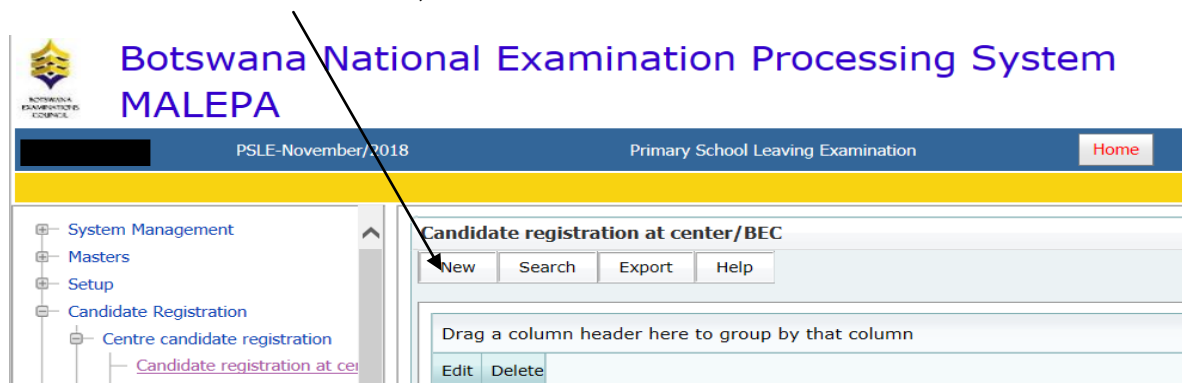 Botswana National Examination Processing System
MALEPA
BOTSWANA
EXAMINATIONS
COUNCIL
PSLE-November/2018 Primary School Leaving Examination Home
System Management
Masters
Setup
Candidate Registration
Centre candidate registration
Candidate registration at cer
Candidate registration at center/BEC
New Search Export Help
Drag a column header here to group by that column
Edit Delete